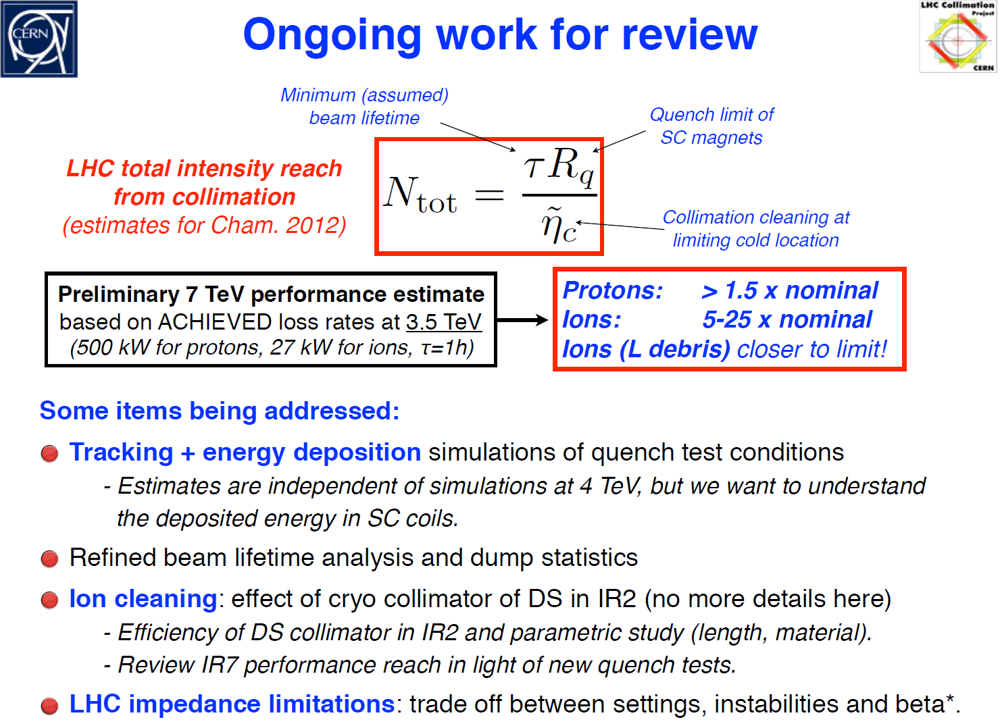 CERN
Ongoing work for review
LHC Collimation
Project
CERN
Minimum (assumed)
beam lifetime
Quench limit of
SC magnets
LHC total intensity reach
from collimation
(estimates for Cham. 2012)
N_tot = τ R_q / η̃_c
Collimation cleaning at
limiting cold location
Preliminary 7 TeV performance estimate
based on ACHIEVED loss rates at 3.5 TeV
(500 kW for protons, 27 kW for ions, τ=1h)
Protons: > 1.5 x nominal
Ions: 5-25 x nominal
Ions (L debris) closer to limit!
Some items being addressed:
Tracking + energy deposition simulations of quench test conditions
- Estimates are independent of simulations at 4 TeV, but we want to understand
the deposited energy in SC coils.
Refined beam lifetime analysis and dump statistics
Ion cleaning: effect of cryo collimator of DS in IR2 (no more details here)
- Efficiency of DS collimator in IR2 and parametric study (length, material).
- Review IR7 performance reach in light of new quench tests.
LHC impedance limitations: trade off between settings, instabilities and beta*.